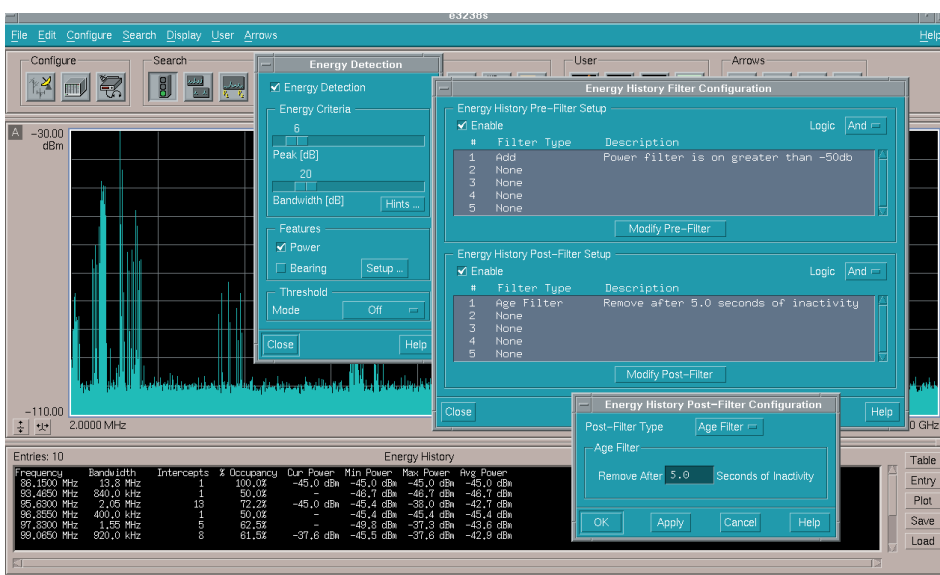 e3238s
File Edit Configure Search Display User Arrows Help
Configure Search User Arrows
A -30.00
dBm
-110.00
2.0000 MHz
0 GHz
Energy Detection
Energy Detection
Energy Criteria
6
Peak [dB]
20
Bandwidth [dB] Hints ...
Features
Power
Bearing Setup ...
Threshold
Mode Off
Close Help
Energy History Filter Configuration
Energy History Pre-Filter Setup
Enable Logic And
# Filter Type Description
1 Add Power filter is on greater than -50db
2 None
3 None
4 None
5 None
Modify Pre-Filter
Energy History Post-Filter Setup
Enable Logic And
# Filter Type Description
1 Age Filter Remove after 5.0 seconds of inactivity
2 None
3 None
4 None
5 None
Modify Post-Filter
Close Help
Energy History Post-Filter Configuration
Post-Filter Type Age Filter
Age Filter
Remove After 5.0 Seconds of Inactivity
OK Apply Cancel Help
Entries: 10 Energy History
Frequency Bandwidth Intercepts % Occupancy Cur Power Min Power Max Power Avg Power
86.1500 MHz 13.8 MHz 1 100.0% -45.0 dBm -45.0 dBm -45.0 dBm -45.0 dBm
93.4650 MHz 840.0 kHz 1 50.0% - -46.7 dBm -46.7 dBm -46.7 dBm
95.6300 MHz 2.05 MHz 13 72.2% -45.0 dBm -45.4 dBm -38.0 dBm -42.7 dBm
96.8550 MHz 400.0 kHz 1 50.0% - -45.4 dBm -45.4 dBm -45.4 dBm
97.8300 MHz 1.55 MHz 5 62.5% - -49.8 dBm -37.3 dBm -43.6 dBm
99.0650 MHz 920.0 kHz 8 61.5% -37.6 dBm -45.5 dBm -37.6 dBm -42.9 dBm
Table
Entry
Plot
Save
Load